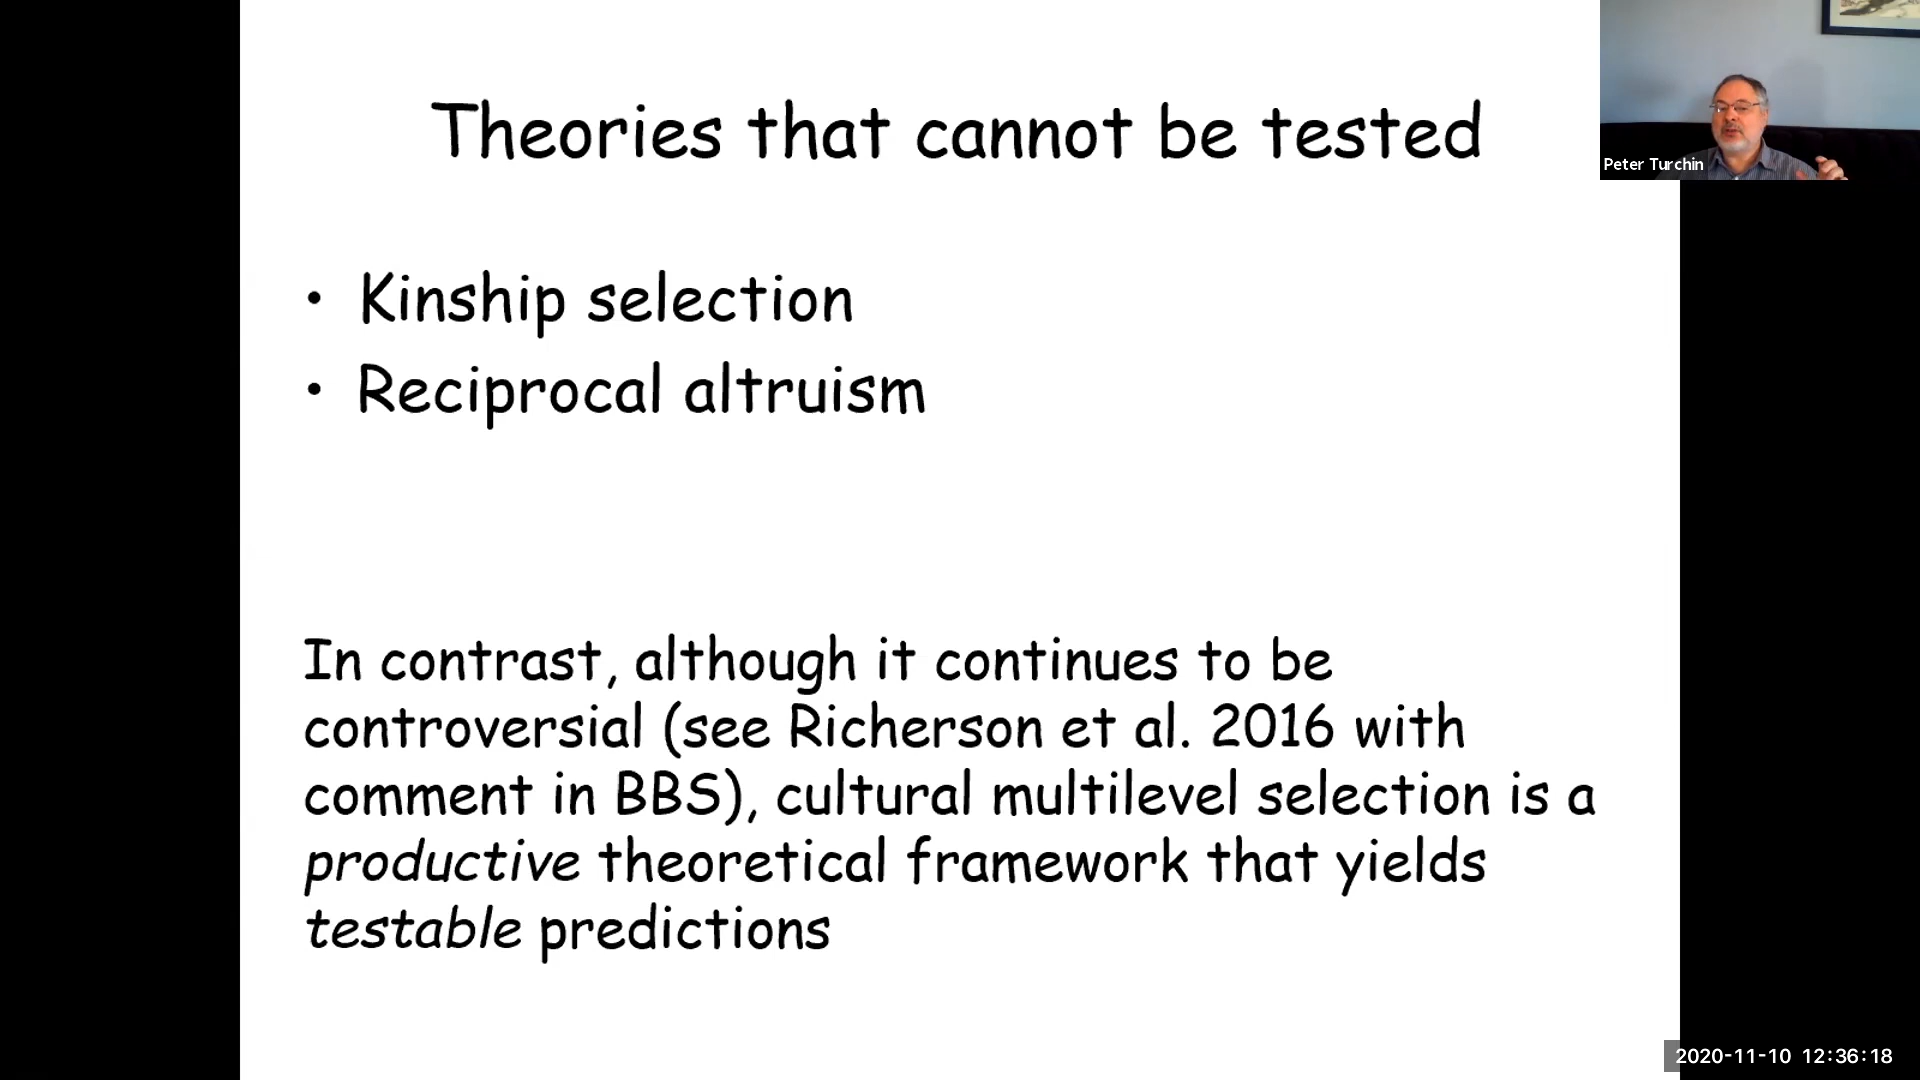 Theories that cannot be tested
Peter Turchin
• Kinship selection
• Reciprocal altruism
In contrast, although it continues to be
controversial (see Richerson et al. 2016 with
comment in BBS), cultural multilevel selection is a
productive theoretical framework that yields
testable predictions
2020-11-10 12:36:18